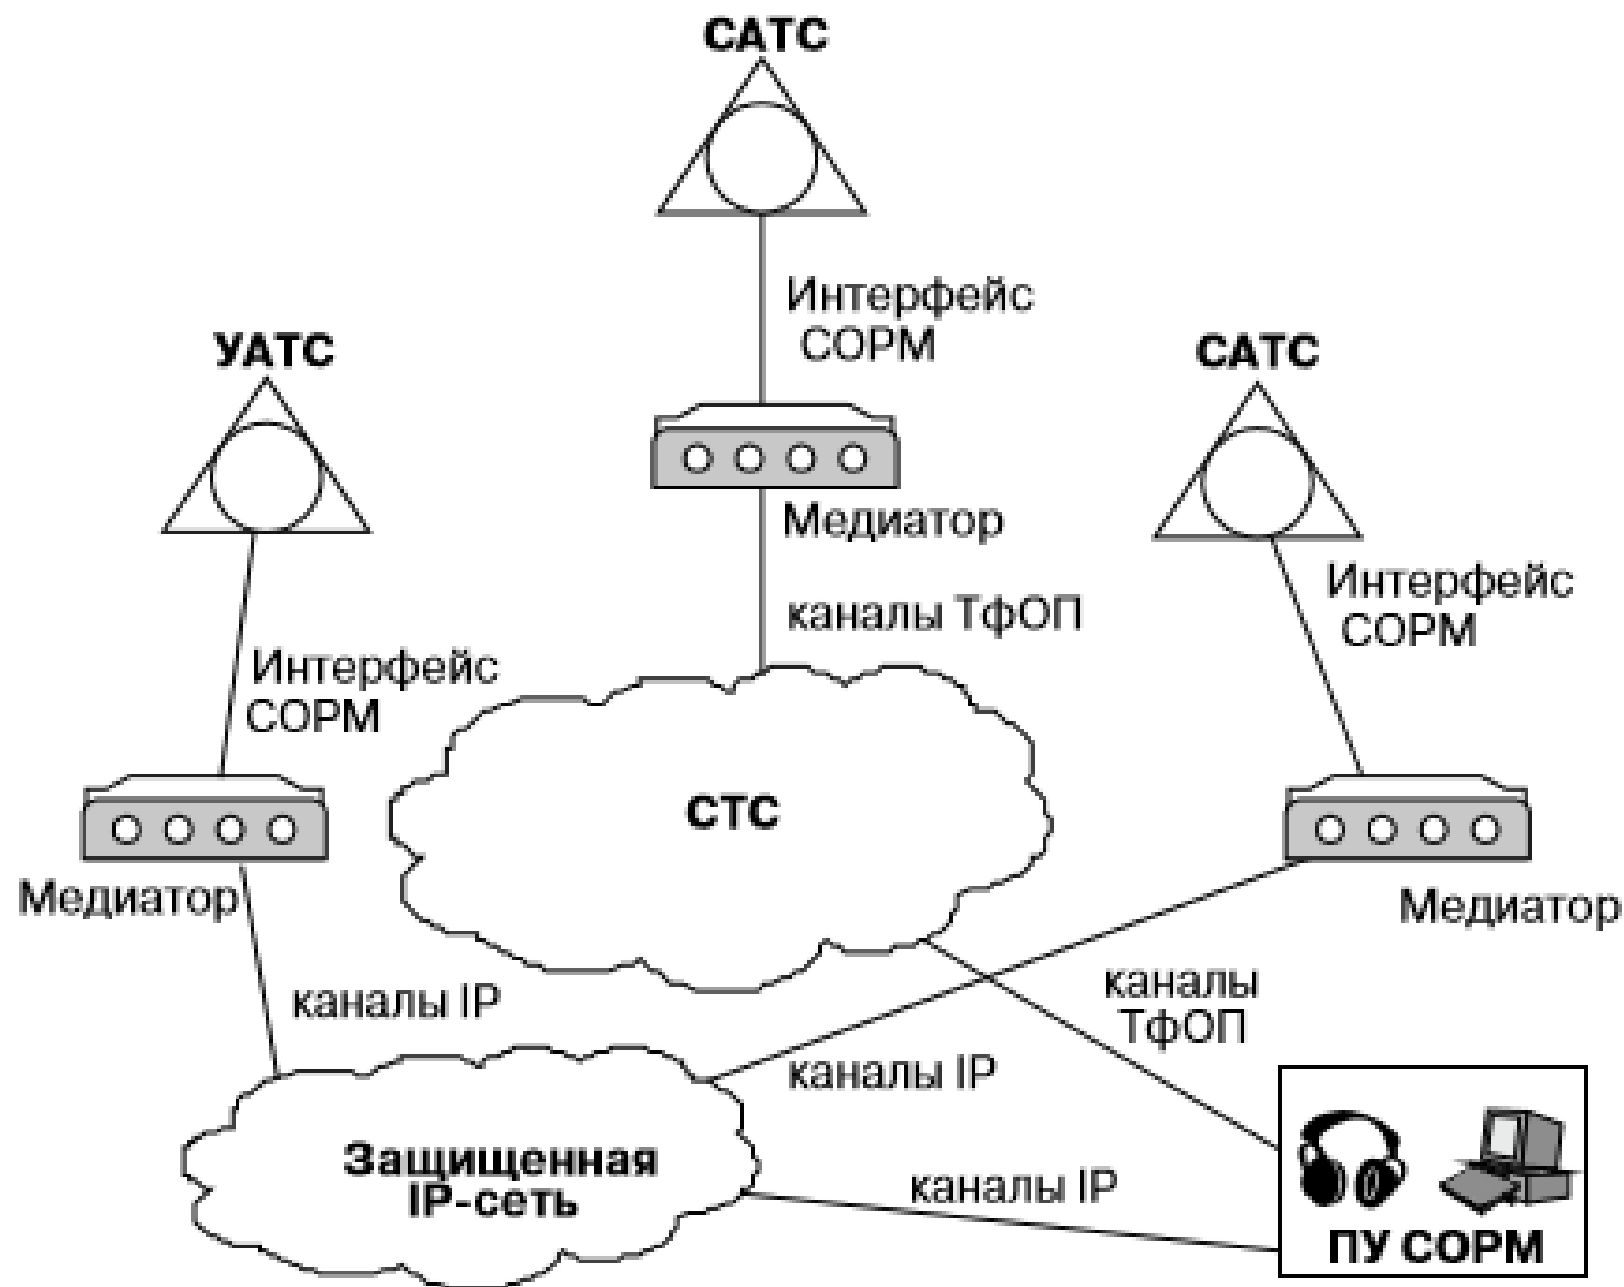 САТС
Интерфейс
СОРМ
УАТС
САТС
Медиатор
Интерфейс
СОРМ
каналы ТфОП
Интерфейс
СОРМ
СТС
Медиатор
Медиатор
каналы IP
каналы
ТфОП
каналы IP
Защищенная
IP-сеть
каналы IP
ПУ СОРМ